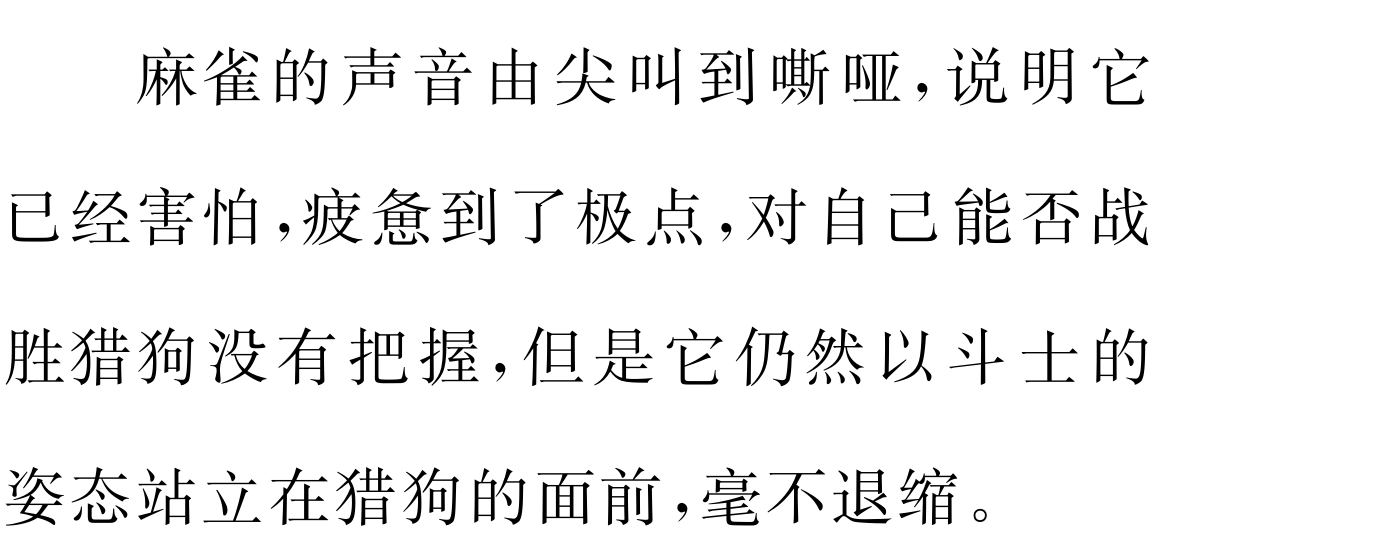 麻雀的声音由尖叫到嘶哑，说明它
已经害怕，疲惫到了极点，对自己能否战
胜猎狗没有把握，但是它仍然以斗士的
姿态站立在猎狗的面前，毫不退缩。